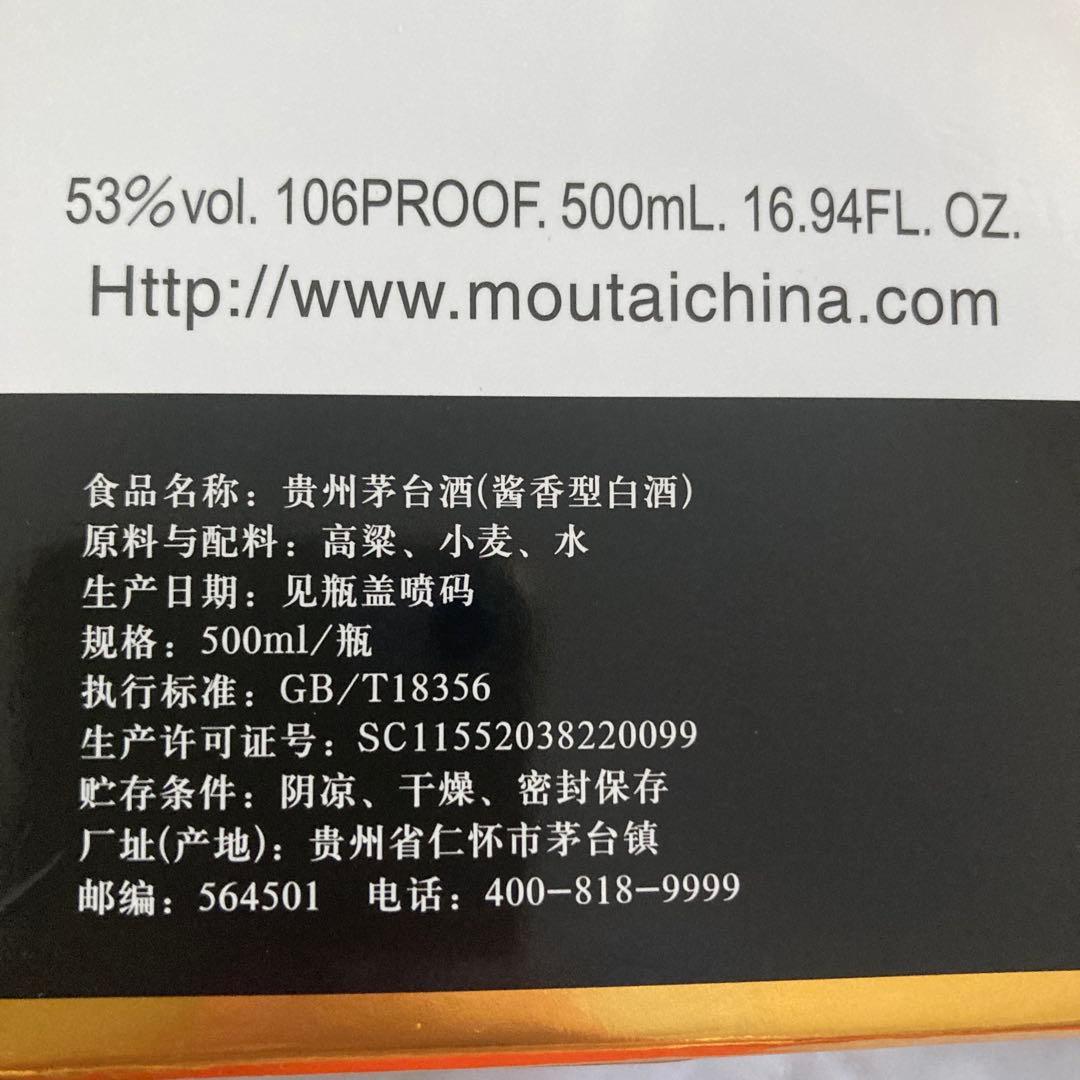 53%vol. 106PROOF. 500mL. 16.94FL. OZ.
Http://www.moutaichina.com
食品名称：贵州茅台酒(酱香型白酒)
原料与配料：高粱、小麦、水
生产日期：见瓶盖喷码
规格：500ml/瓶
执行标准：GB/T18356
生产许可证号：SC11552038220099
贮存条件：阴凉、干燥、密封保存
厂址(产地)：贵州省仁怀市茅台镇
邮编：564501 电话：400-818-9999